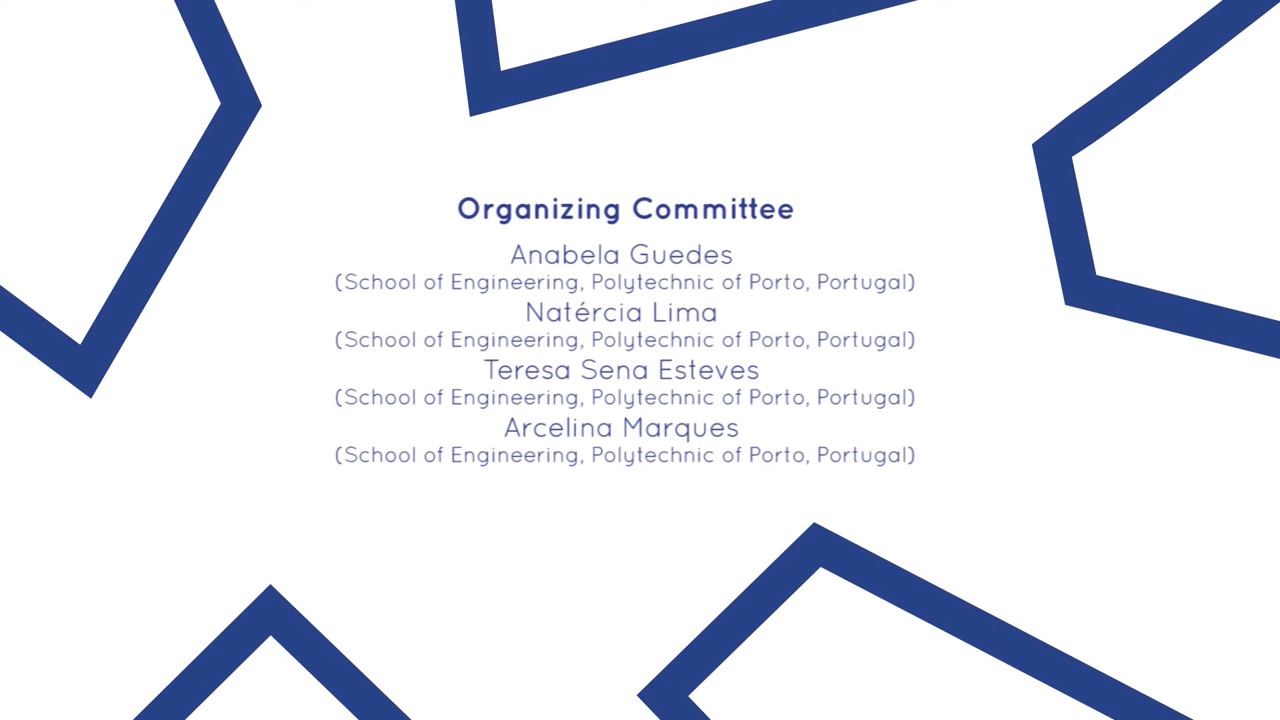 Organizing Committee
Anabela Guedes
(School of Engineering, Polytechnic of Porto, Portugal)
Natércia Lima
(School of Engineering, Polytechnic of Porto, Portugal)
Teresa Sena Esteves
(School of Engineering, Polytechnic of Porto, Portugal)
Arcelina Marques
(School of Engineering, Polytechnic of Porto, Portugal)